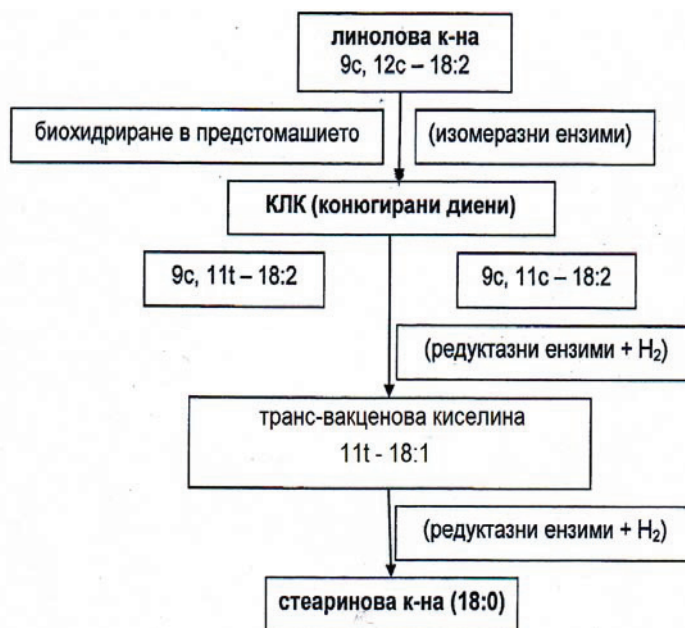 линолова к-на
9c, 12c – 18:2
биохидриране в предстомашието
(изомеразни ензими)
КЛК (конюгирани диени)
9c, 11t – 18:2
9c, 11c – 18:2
(редуктазни ензими + H₂)
транс-вакценова киселина
11t - 18:1
(редуктазни ензими + H₂)
стеаринова к-на (18:0)